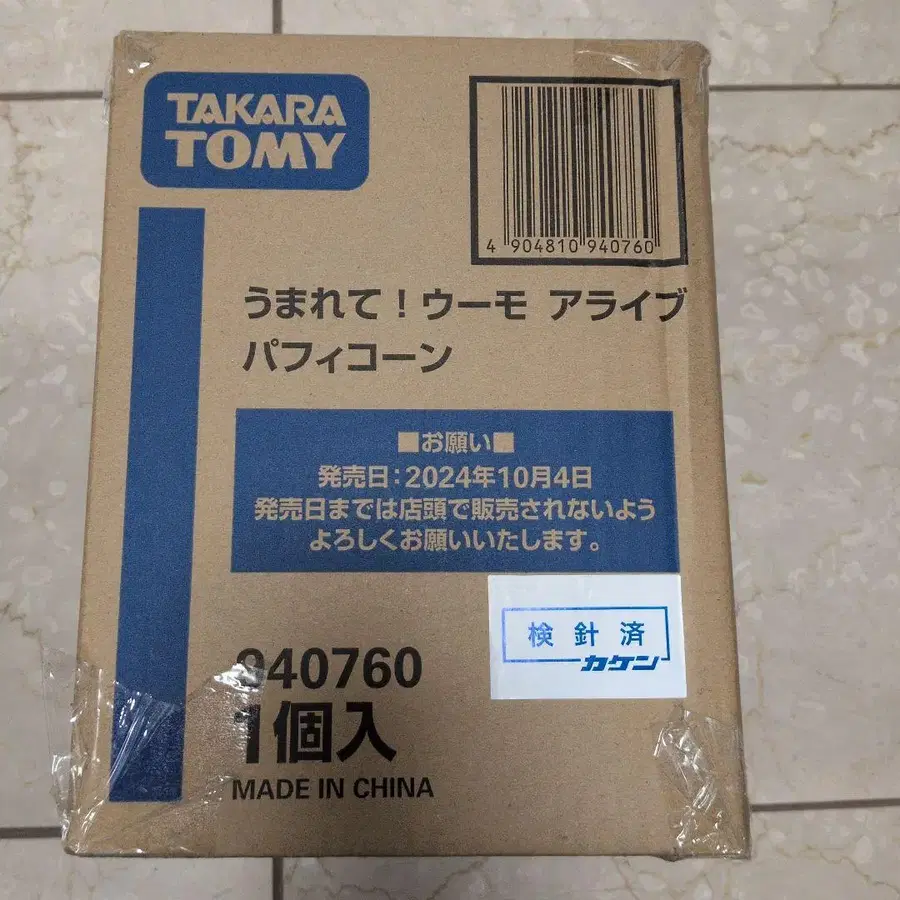 TAKARA
TOMY
4 904810 940760
うまれて！ウーモ アライブ
パフィコーン
■お願い■
発売日：2024年10月4日
発売日までは店頭で販売されないよう
よろしくお願いいたします。
検針済
カケン
940760
1個入
MADE IN CHINA